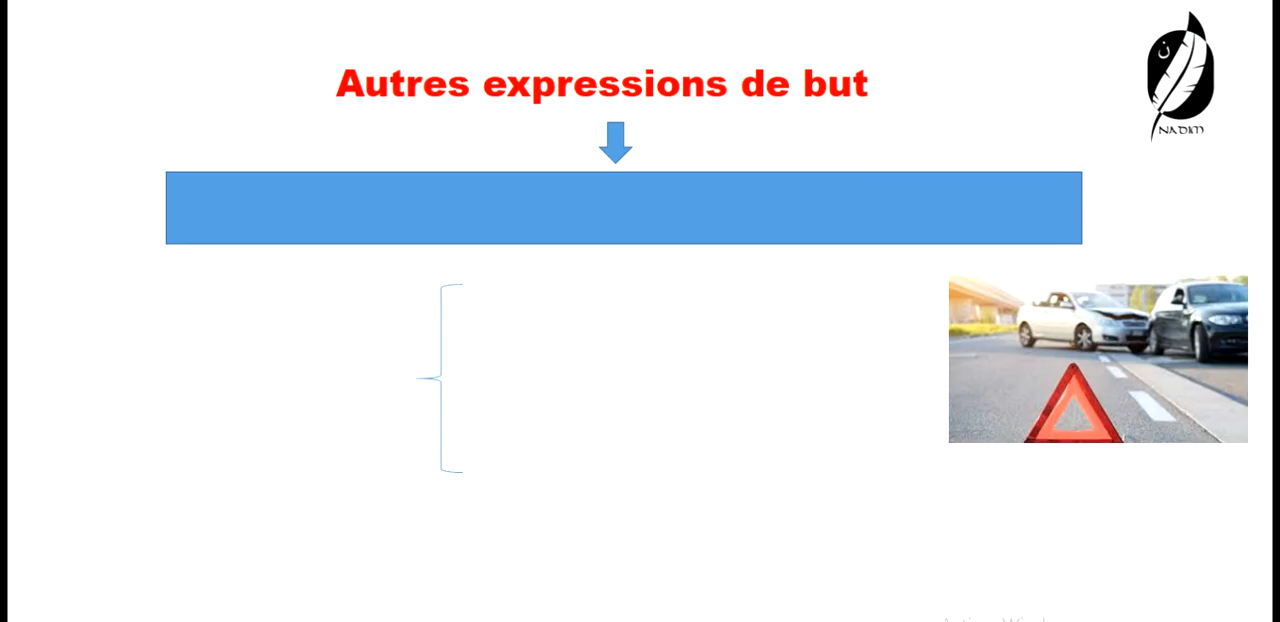 Autres expressions de but
ن
NADIM